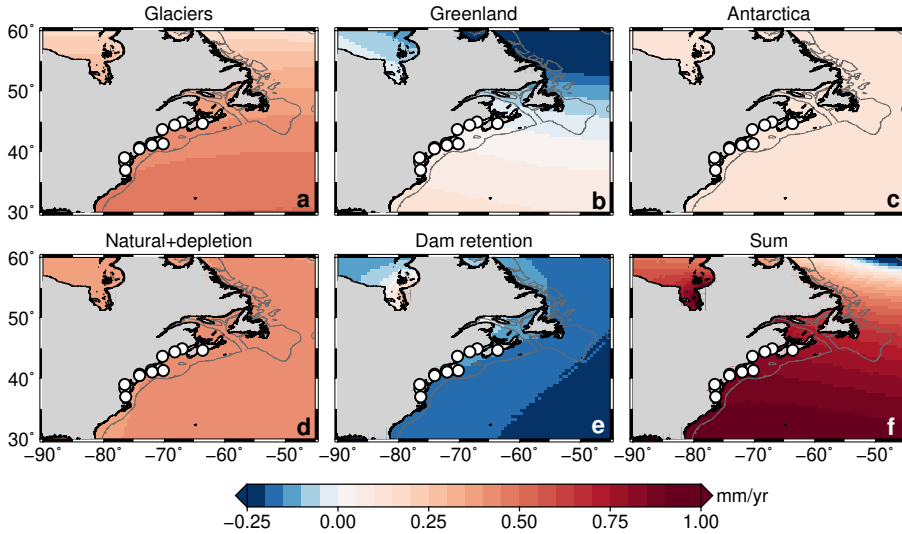 Glaciers Greenland Antarctica
60°
50°
40°
30°
a b c
Natural+depletion Dam retention Sum
60°
50°
40°
30°
d e f
−90 −80 −70 −60 −50 −90 −80 −70 −60 −50 −90 −80 −70 −60 −50
mm/yr
−0.25 0.00 0.25 0.50 0.75 1.00